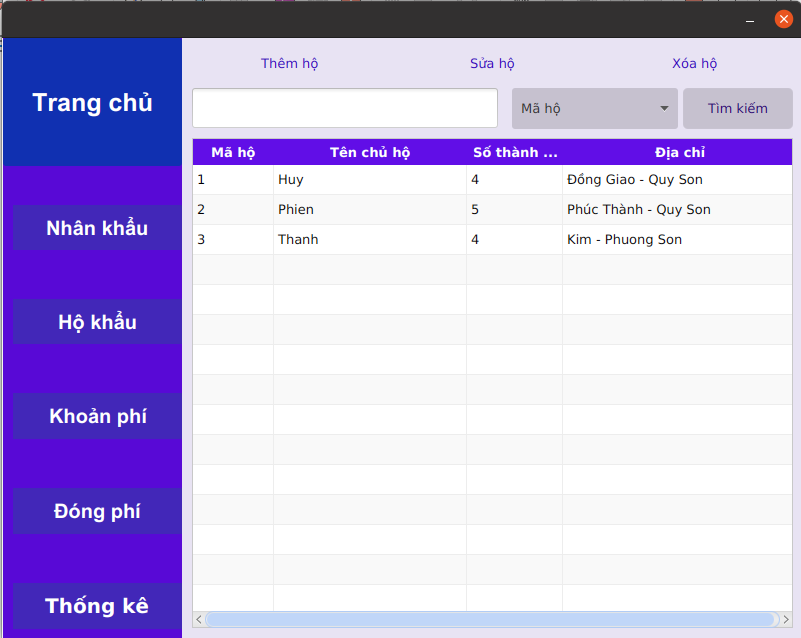 Trang chủ
Nhân khẩu
Hộ khẩu
Khoản phí
Đóng phí
Thống kê
Thêm hộ Sửa hộ Xóa hộ
Mã hộ Tìm kiếm
Mã hộ Tên chủ hộ Số thành ... Địa chỉ
1 Huy 4 Đồng Giao - Quy Son
2 Phien 5 Phúc Thành - Quy Son
3 Thanh 4 Kim - Phuong Son